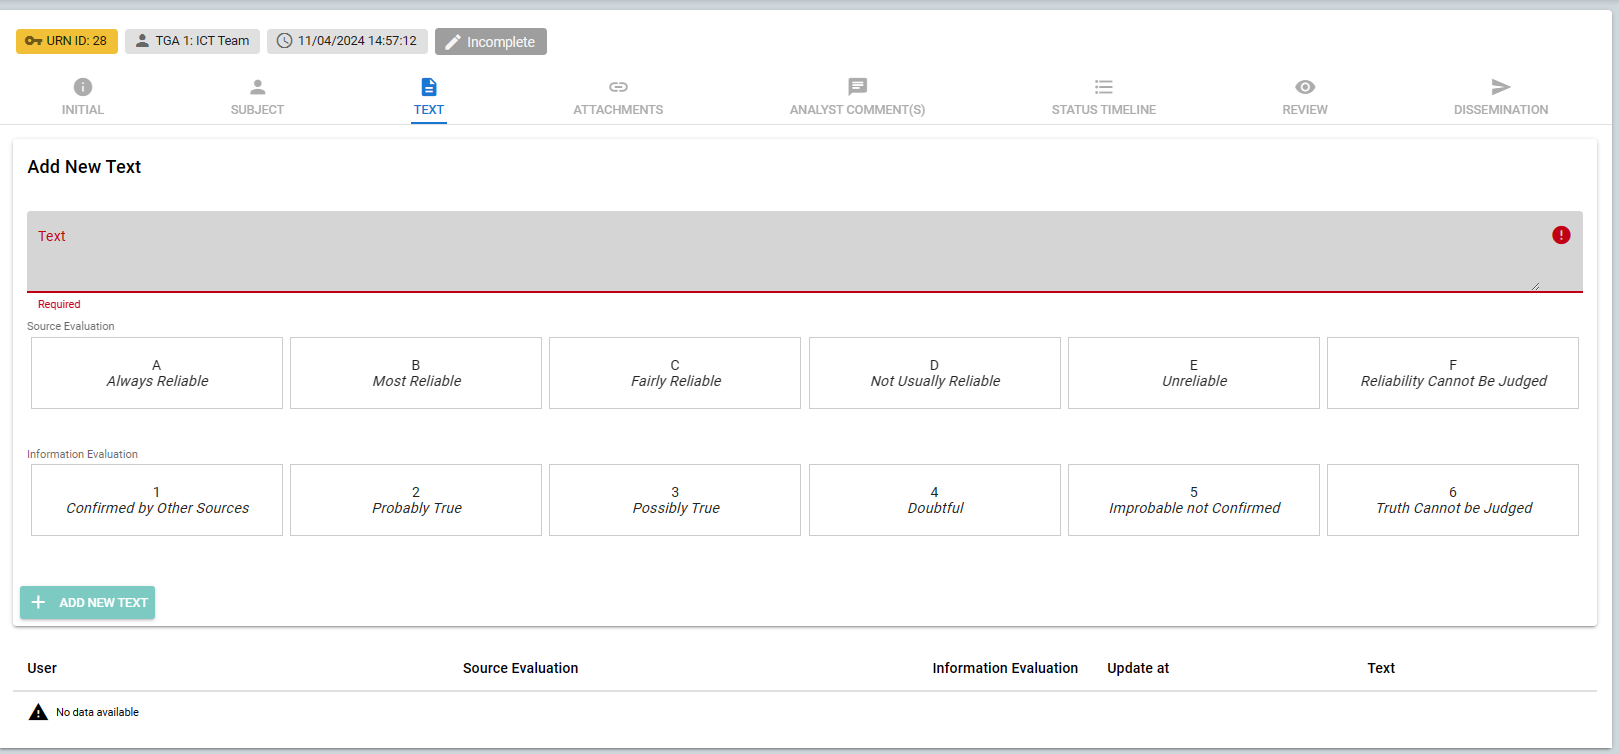 URN ID: 28 TGA 1: ICT Team 11/04/2024 14:57:12 Incomplete
INITIAL SUBJECT TEXT ATTACHMENTS ANALYST COMMENT(S) STATUS TIMELINE REVIEW DISSEMINATION
Add New Text
Text
Required
Source Evaluation
A B C D E F
Always Reliable Most Reliable Fairly Reliable Not Usually Reliable Unreliable Reliability Cannot Be Judged
Information Evaluation
1 2 3 4 5 6
Confirmed by Other Sources Probably True Possibly True Doubtful Improbable not Confirmed Truth Cannot be Judged
ADD NEW TEXT
User Source Evaluation Information Evaluation Update at Text
No data available